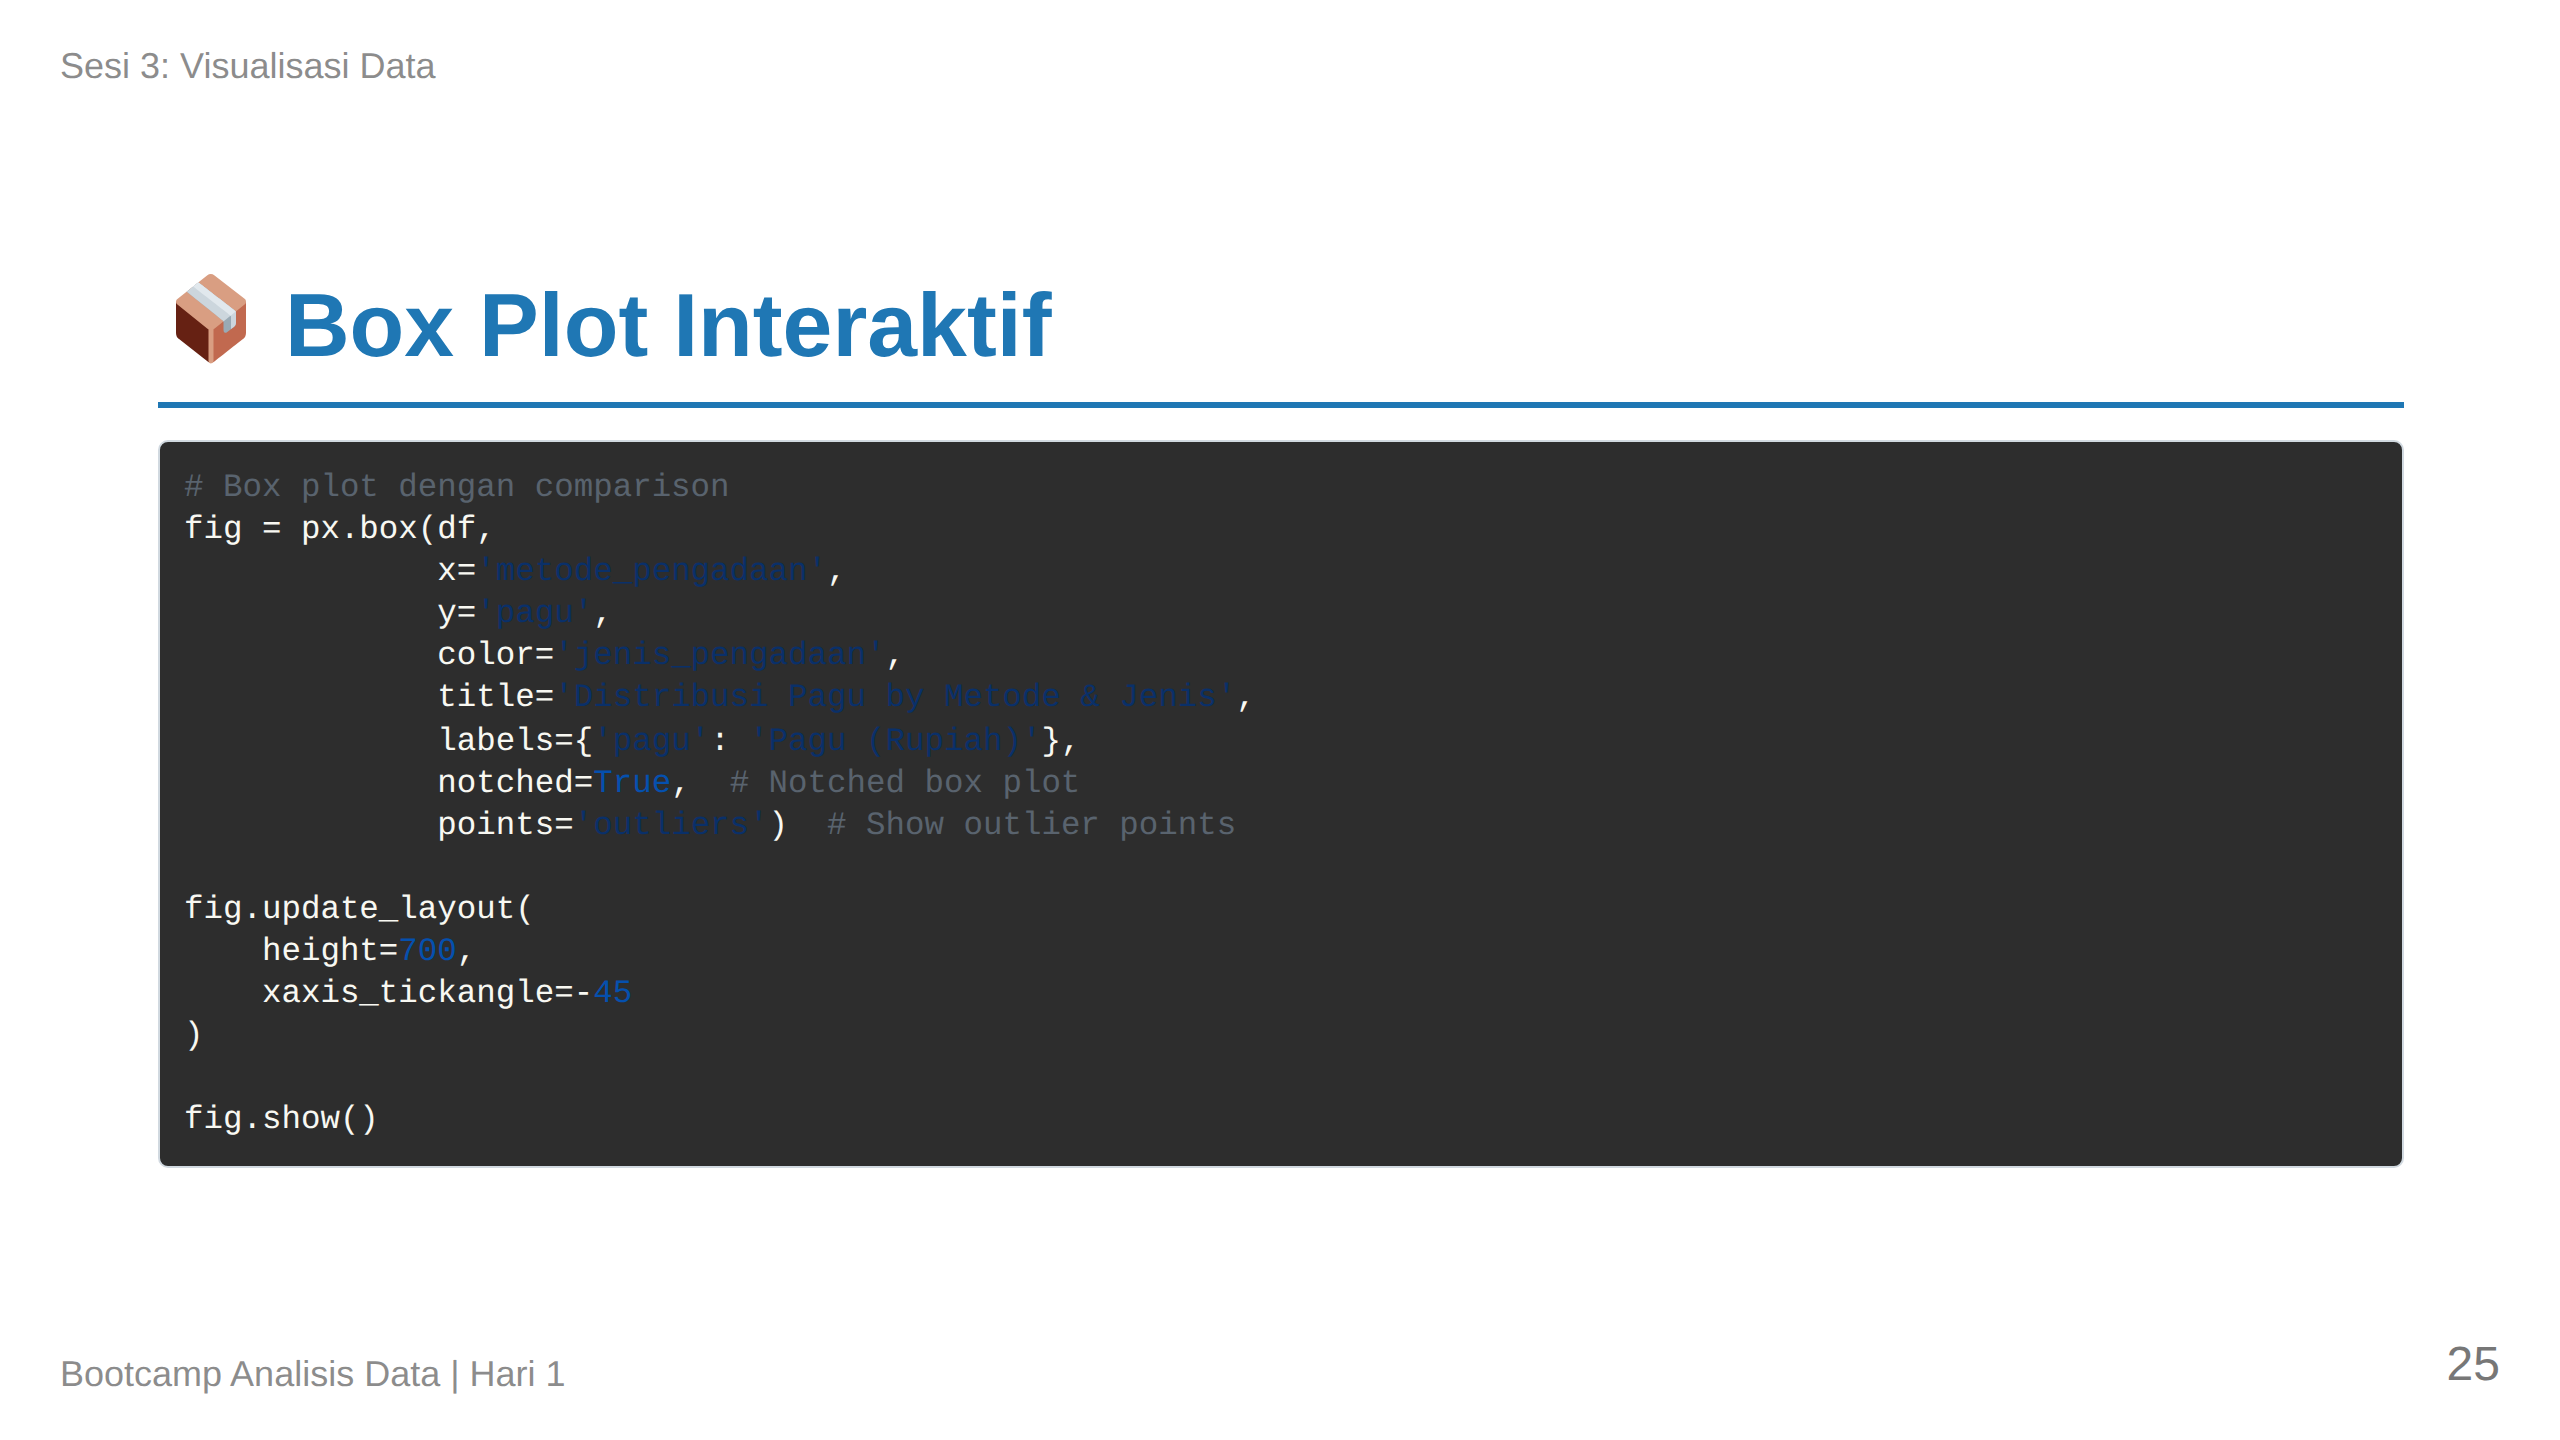 Sesi 3: Visualisasi Data
📦 Box Plot Interaktif
# Box plot dengan comparison
fig = px.box(df,
             x='metode_pengadaan',
             y='pagu',
             color='jenis_pengadaan',
             title='Distribusi Pagu by Metode & Jenis',
             labels={'pagu': 'Pagu (Rupiah)'},
             notched=True,  # Notched box plot
             points='outliers')  # Show outlier points

fig.update_layout(
    height=700,
    xaxis_tickangle=-45
)

fig.show()
Bootcamp Analisis Data | Hari 1
25